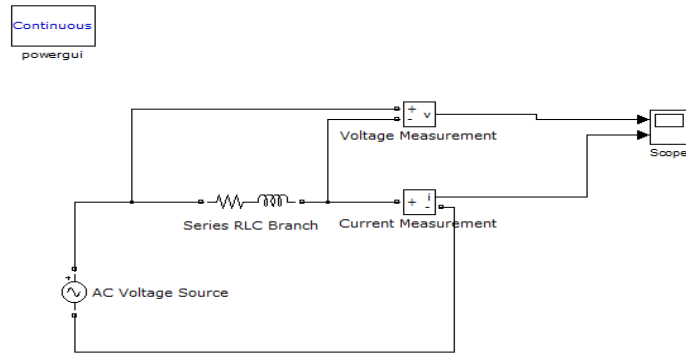 Continuous
powergui
+
-
v
Voltage Measurement
Scope
+
i
-
Series RLC Branch
Current Measurement
+
AC Voltage Source